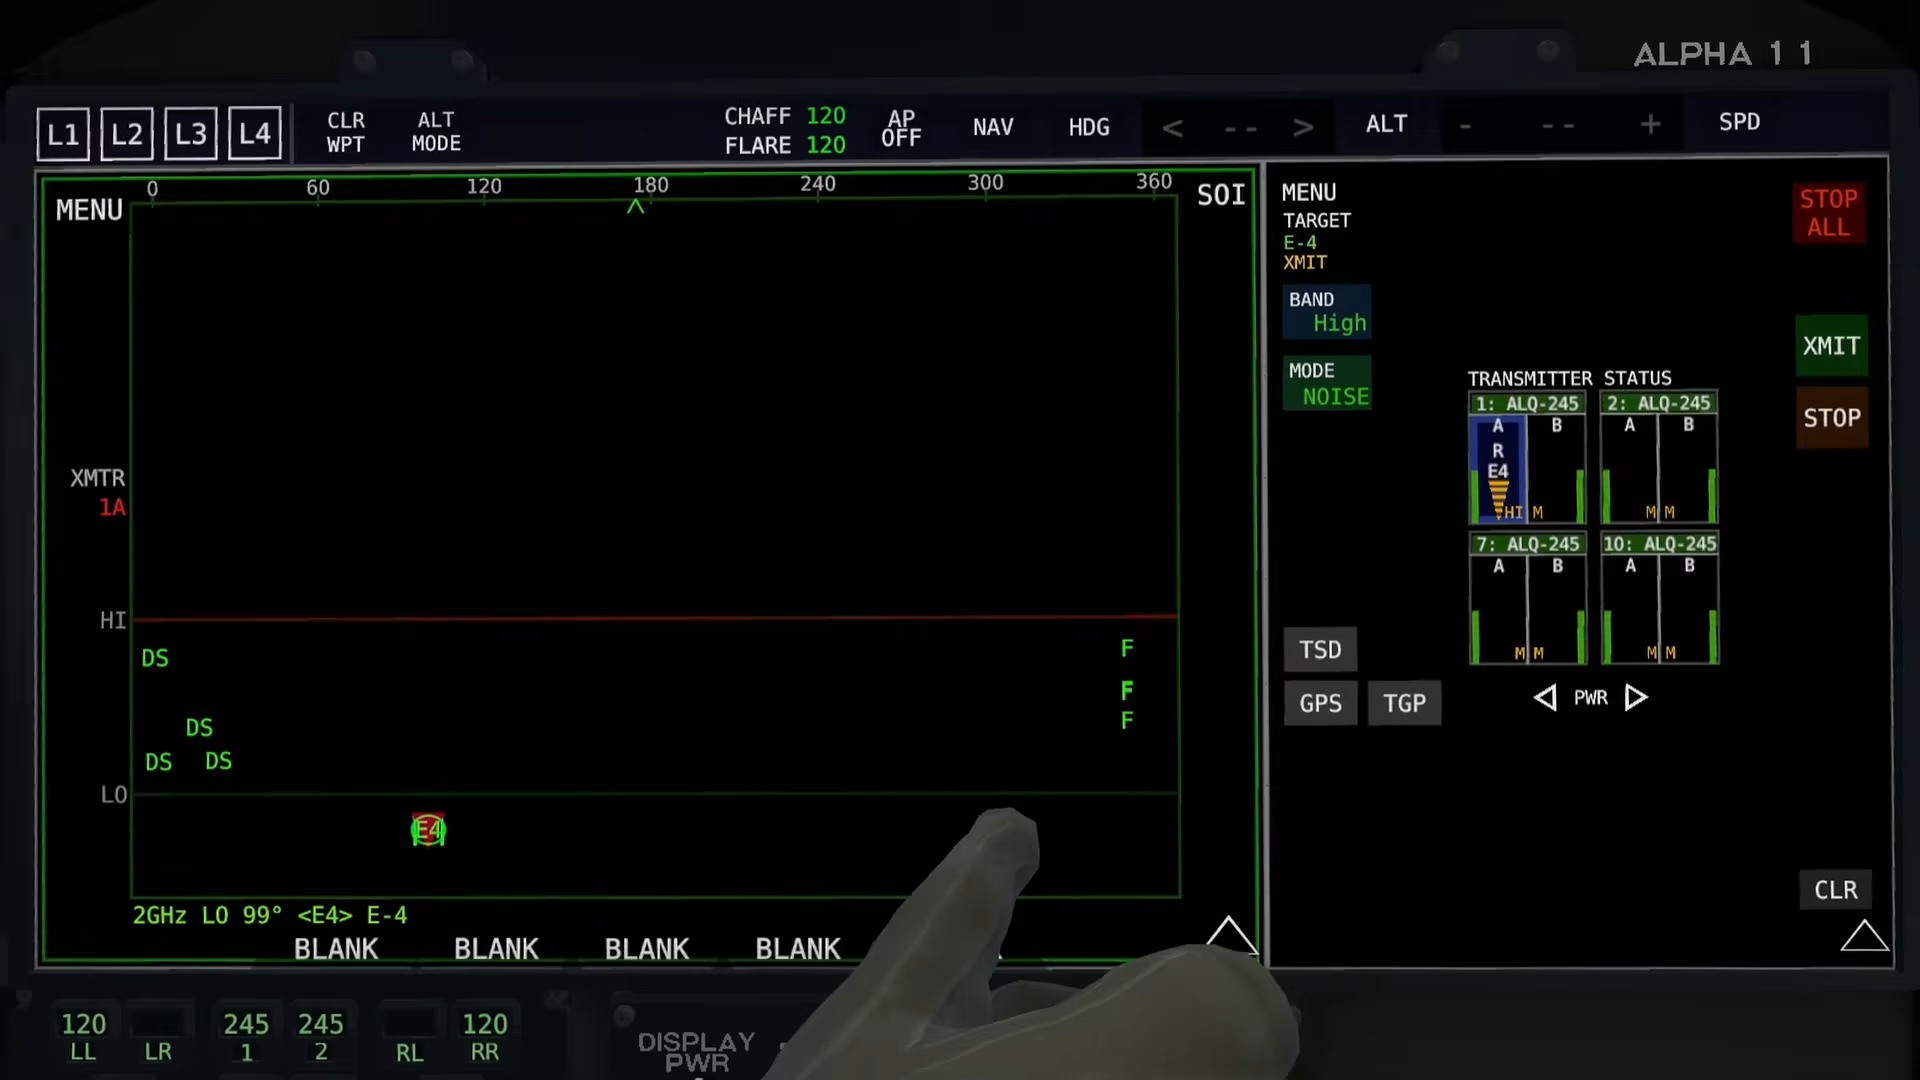 ALPHA 11
L1 L2 L3 L4 CLR WPT ALT MODE CHAFF 120 FLARE 120 AP OFF NAV HDG < -- > ALT - -- + SPD
MENU 0 60 120 180 240 300 360 SOI
^
XMTR
1A
HI
DS F
F
DS F
DS DS
LO
E4
2GHz LO 99° <E4> E-4
BLANK BLANK BLANK BLANK
MENU
TARGET
E-4
XMIT
BAND
High
MODE
NOISE
STOP ALL
XMIT
STOP
TRANSMITTER STATUS
1: ALQ-245 2: ALQ-245
A B A B
R
E4
HI M M M
7: ALQ-245 10: ALQ-245
A B A B
M M M M
PWR
TSD
GPS TGP
CLR
120 245 245 120
LL LR 1 2 RL RR
DISPLAY
PWR